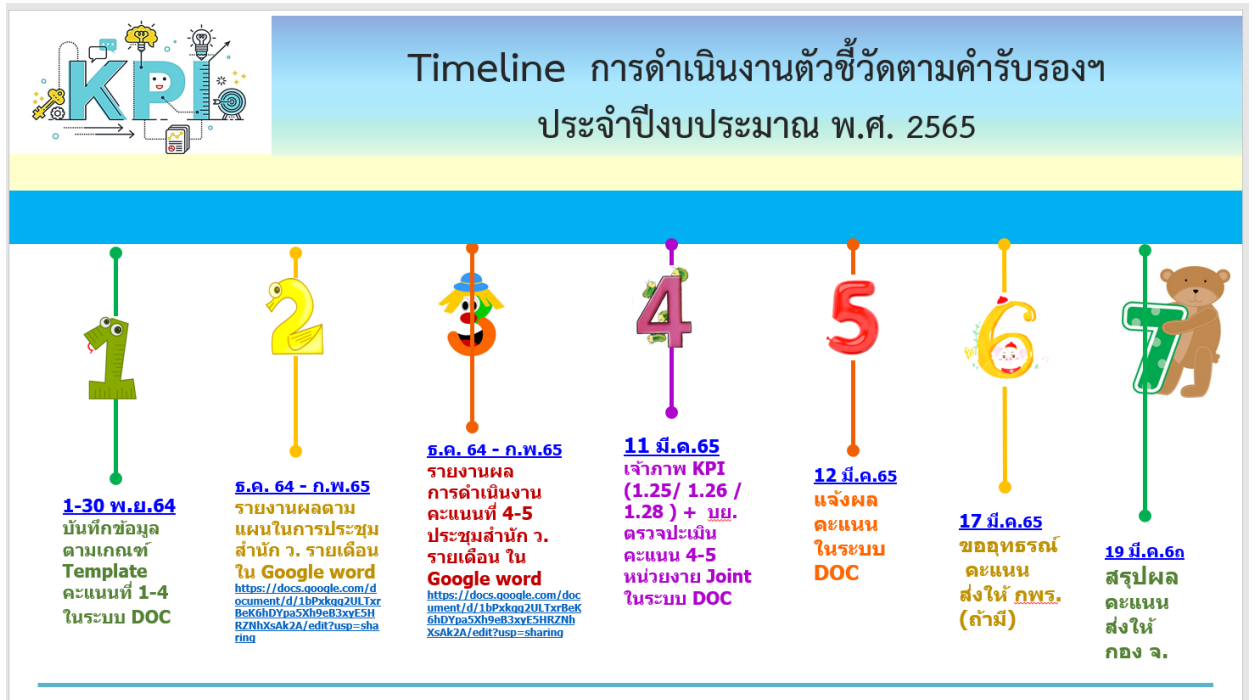 KPI
Timeline การดำเนินงานตัวชี้วัดตามคำรับรองฯ
ประจำปีงบประมาณ พ.ศ. 2565
1
1-30 พ.ย.64
บันทึกข้อมูล
ตามเกณฑ์
Template
คะแนนที่ 1-4
ในระบบ DOC
2
ธ.ค. 64 - ก.พ.65
รายงานผลตาม
แผนในการประชุม
สำนัก ว. รายเดือน
ใน Google word
https://docs.google.com/d
ocument/d/1bPxkgg2ULTxr
BeK6hDYpa5Xh9eB3xyE5H
RZNhXsAk2A/edit?usp=sha
ring
3
ธ.ค. 64 - ก.พ.65
รายงานผล
การดำเนินงาน
คะแนนที่ 4-5
ประชุมสำนัก ว.
รายเดือน ใน
Google word
https://docs.google.com/doc
ument/d/1bPxkgg2ULTxrBeK
6hDYpa5Xh9eB3xyE5HRZNh
XsAk2A/edit?usp=sharing
4
11 มี.ค.65
เจ้าภาพ KPI
(1.25/ 1.26 /
1.28 ) + บย.
ตรวจปะเมิน
คะแนน 4-5
หน่วยงาย Joint
ในระบบ DOC
5
12 มี.ค.65
แจ้งผล
คะแนน
ในระบบ
DOC
6
17 มี.ค.65
ขออุทธรณ์
คะแนน
ส่งให้ กพร.
(ถ้ามี)
7
19 มี.ค.6ถ
สรุปผล
คะแนน
ส่งให้
กอง จ.